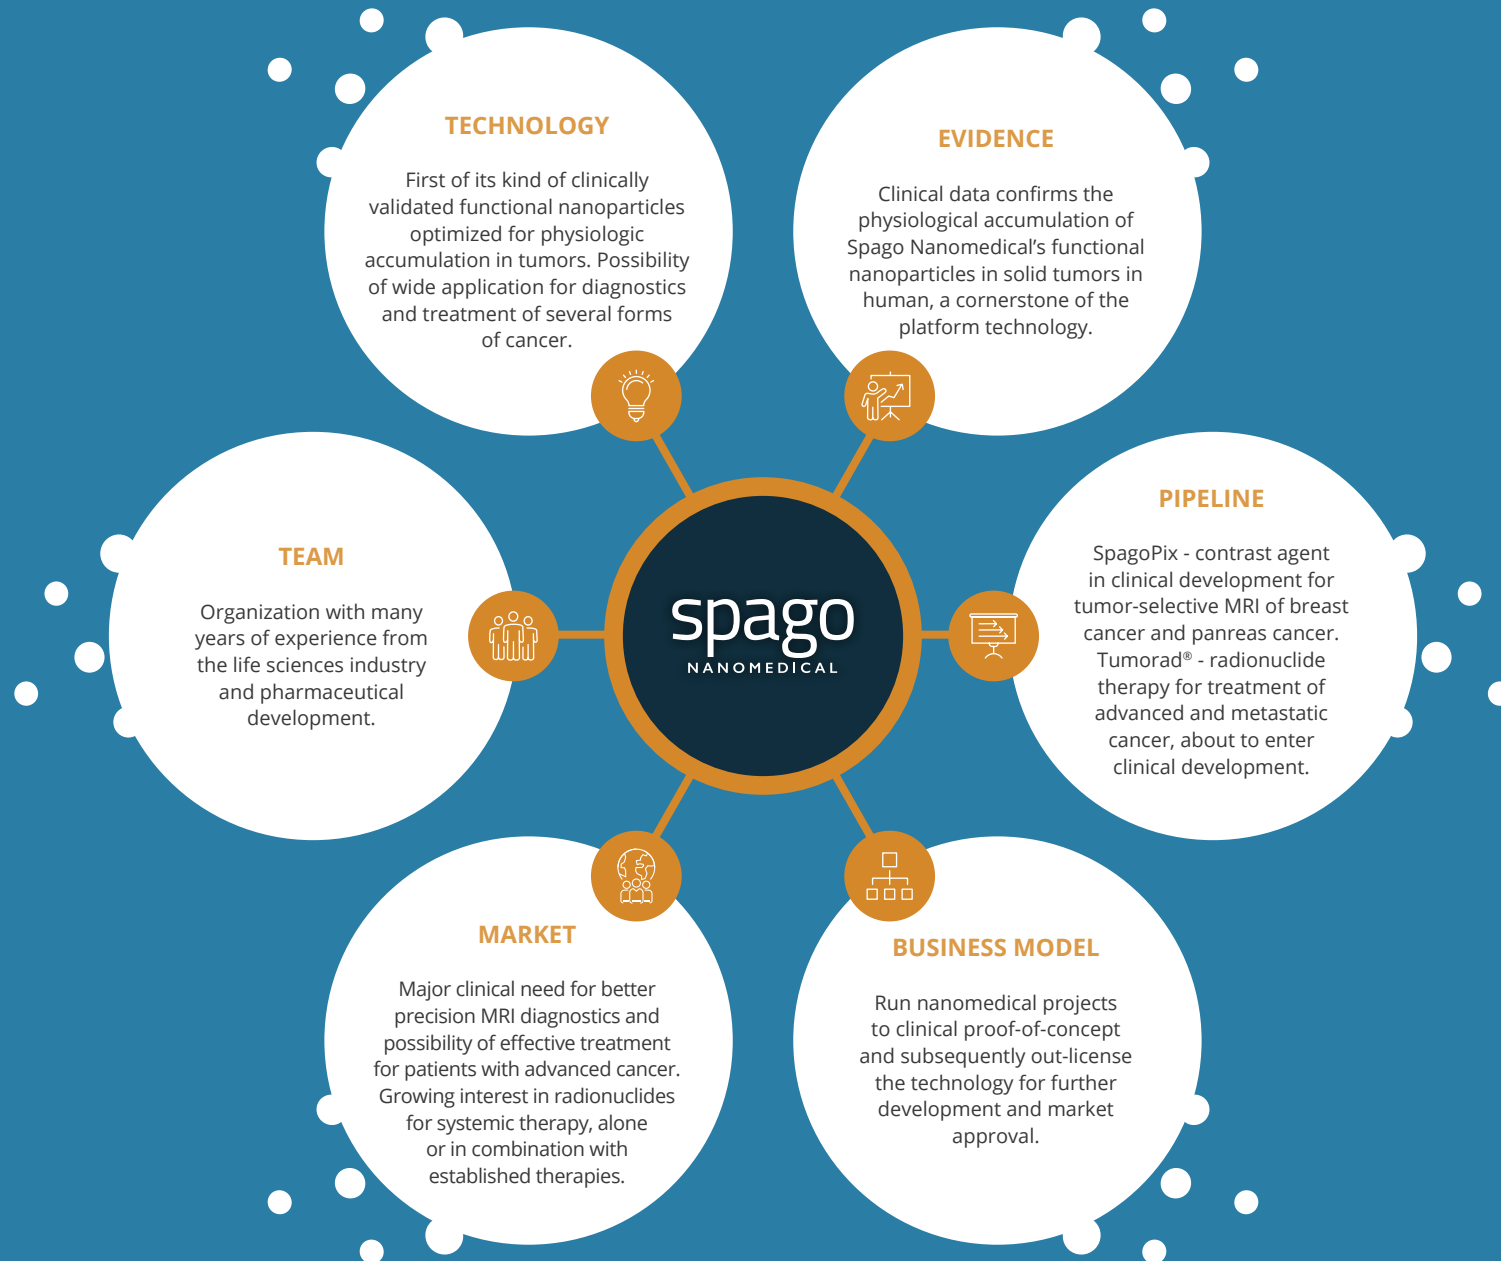 TECHNOLOGY
First of its kind of clinically
validated functional nanoparticles
optimized for physiologic
accumulation in tumors. Possibility
of wide application for diagnostics
and treatment of several forms
of cancer.
EVIDENCE
Clinical data confirms the
physiological accumulation of
Spago Nanomedical’s functional
nanoparticles in solid tumors in
human, a cornerstone of the
platform technology.
TEAM
Organization with many
years of experience from
the life sciences industry
and pharmaceutical
development.
spago
NANOMEDICAL
PIPELINE
SpagoPix - contrast agent
in clinical development for
tumor-selective MRI of breast
cancer and panreas cancer.
Tumorad® - radionuclide
therapy for treatment of
advanced and metastatic
cancer, about to enter
clinical development.
MARKET
Major clinical need for better
precision MRI diagnostics and
possibility of effective treatment
for patients with advanced cancer.
Growing interest in radionuclides
for systemic therapy, alone
or in combination with
established therapies.
BUSINESS MODEL
Run nanomedical projects
to clinical proof-of-concept
and subsequently out-license
the technology for further
development and market
approval.